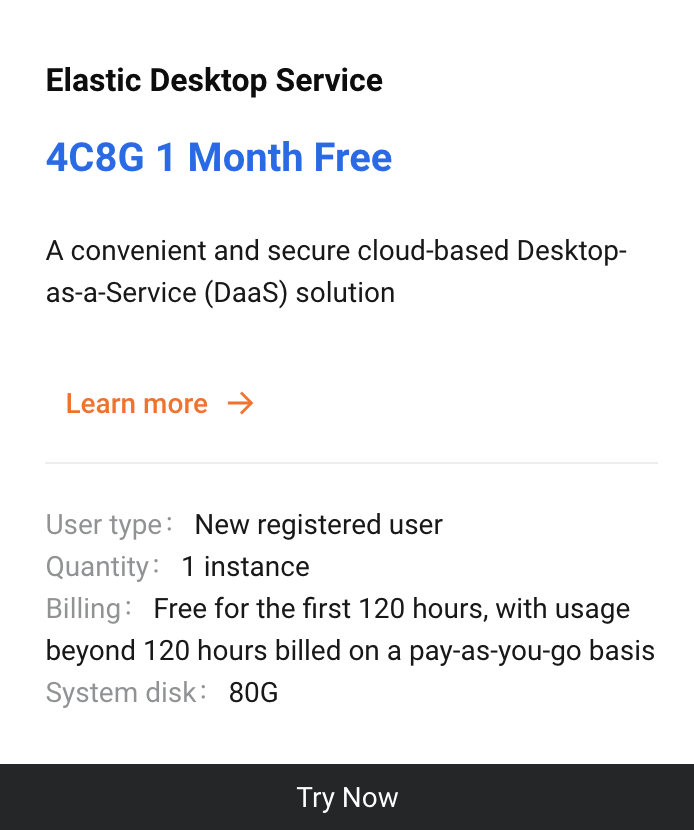 Elastic Desktop Service
4C8G 1 Month Free
A convenient and secure cloud-based Desktop-
as-a-Service (DaaS) solution
Learn more →
User type： New registered user
Quantity： 1 instance
Billing： Free for the first 120 hours, with usage
beyond 120 hours billed on a pay-as-you-go basis
System disk： 80G
Try Now